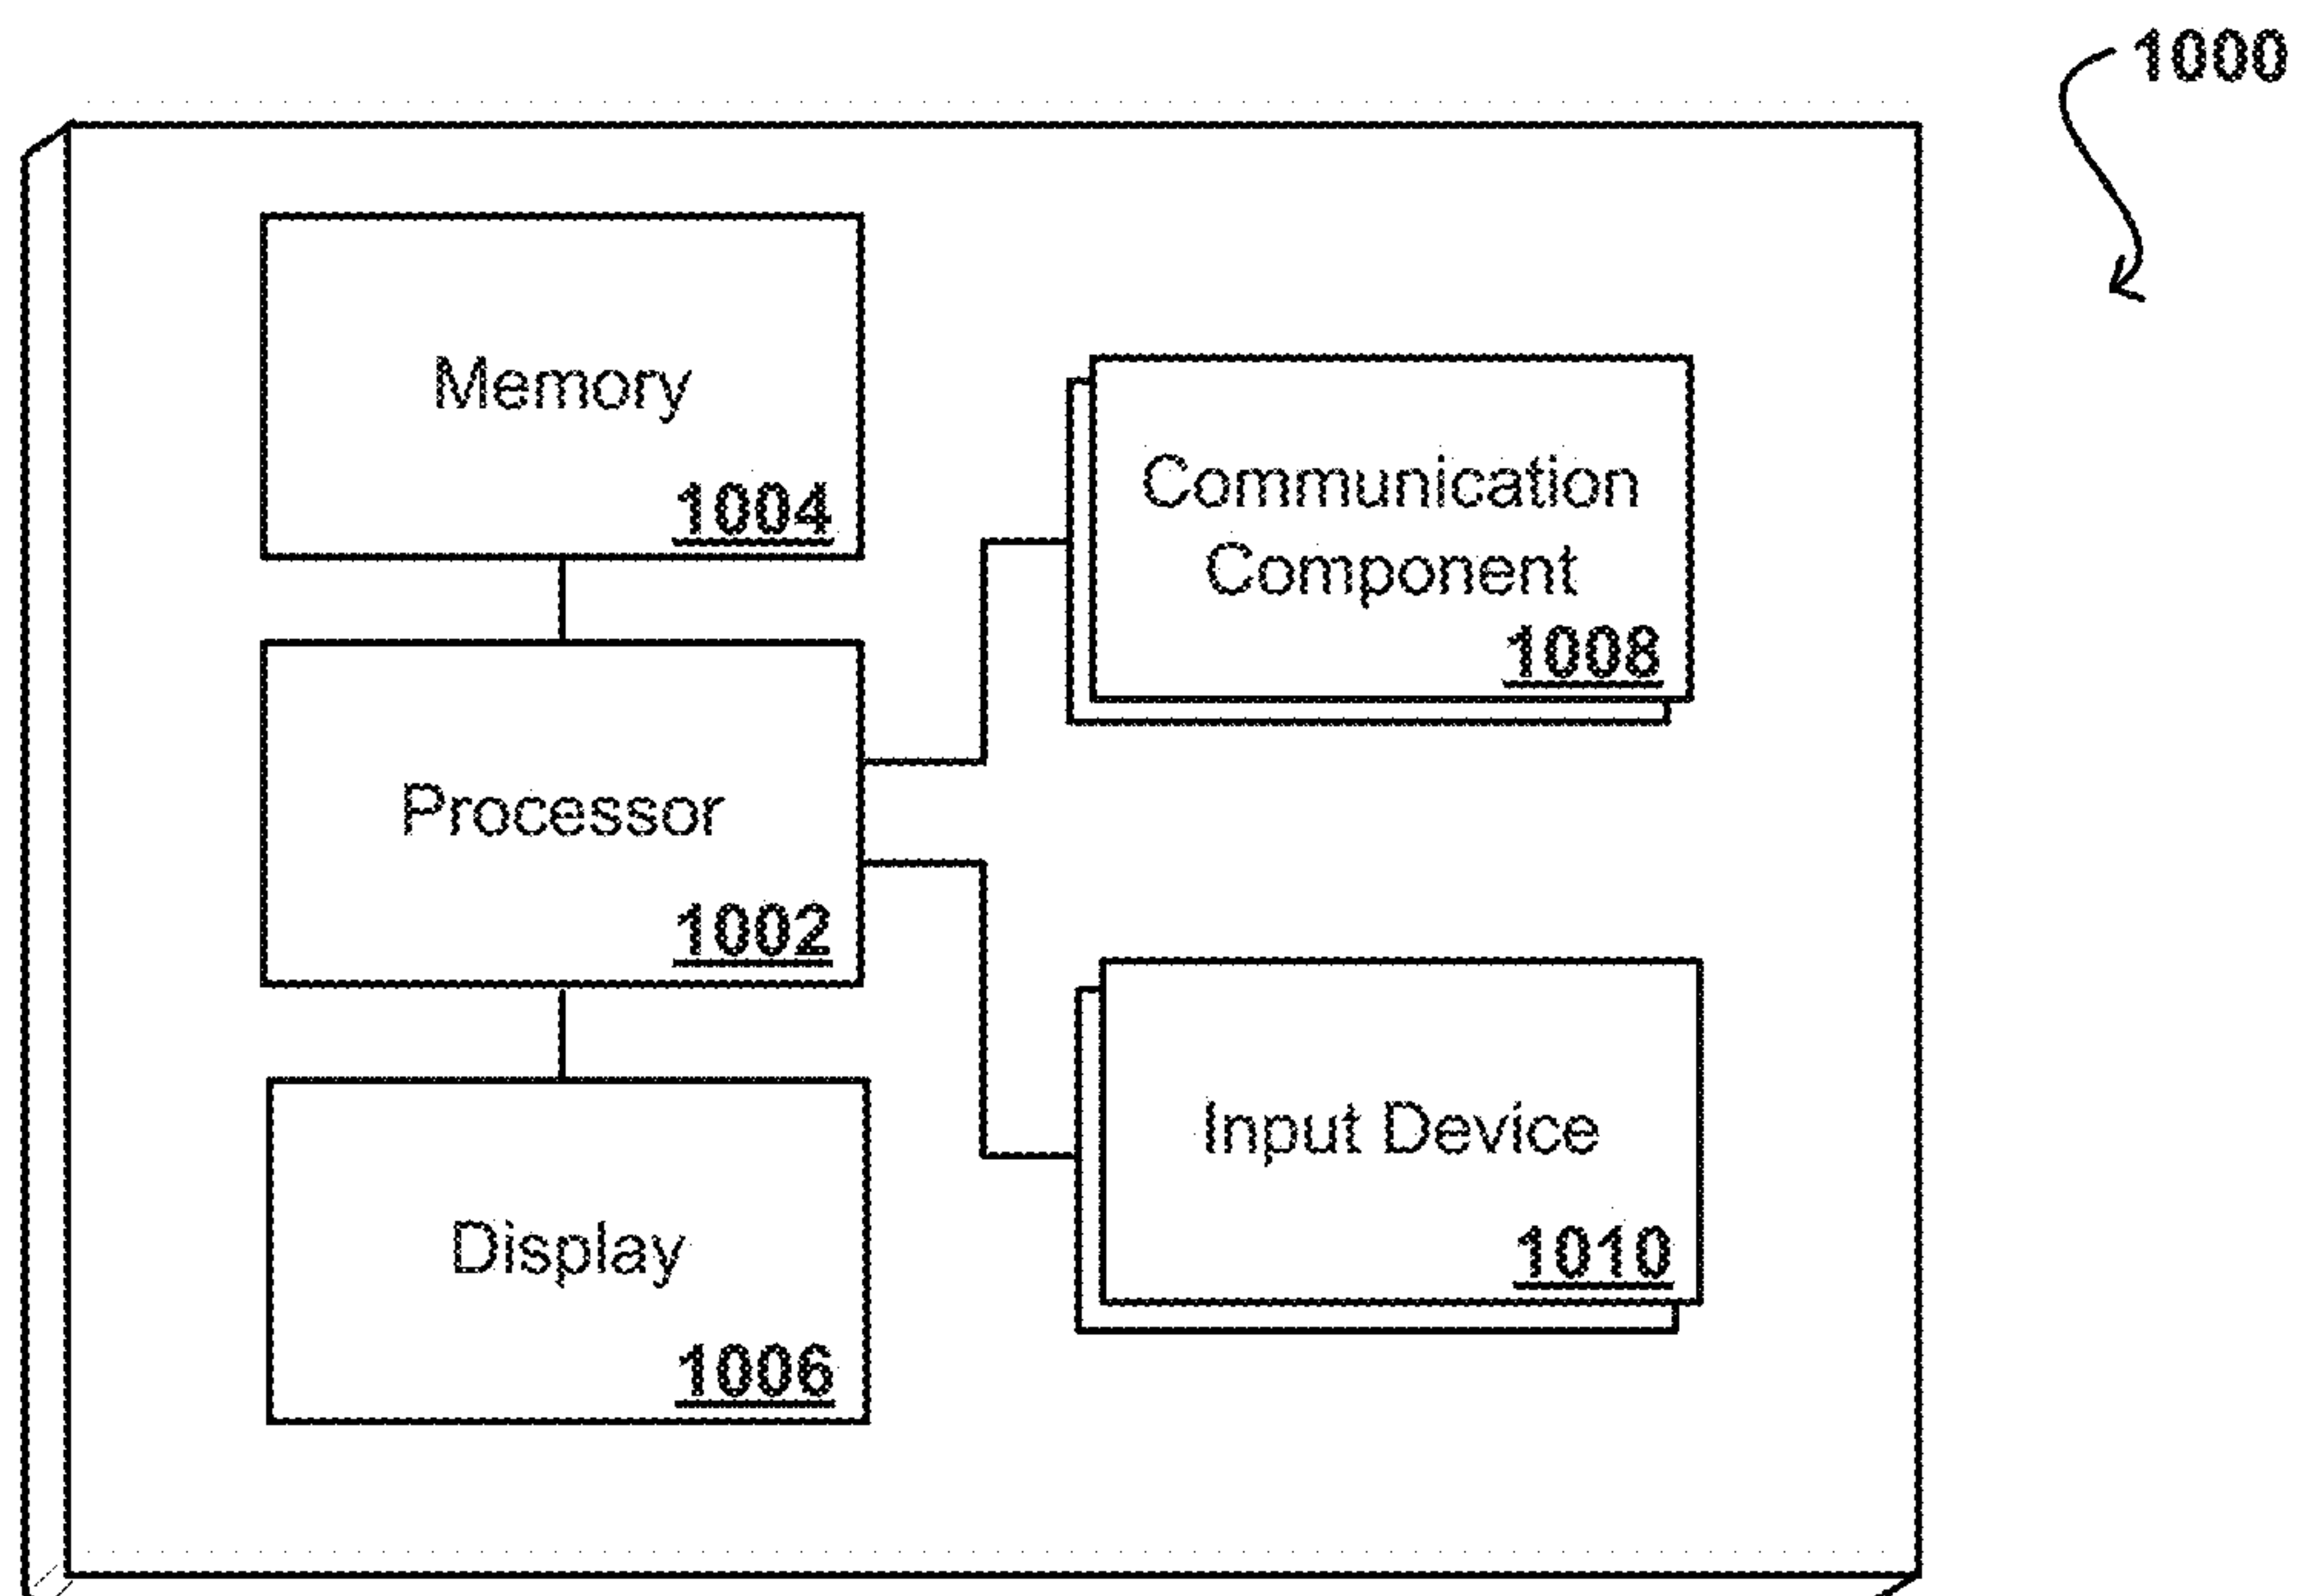 1000
Memory
1004
Communication
Component
1008
Processor
1002
Input Device
1010
Display
1006